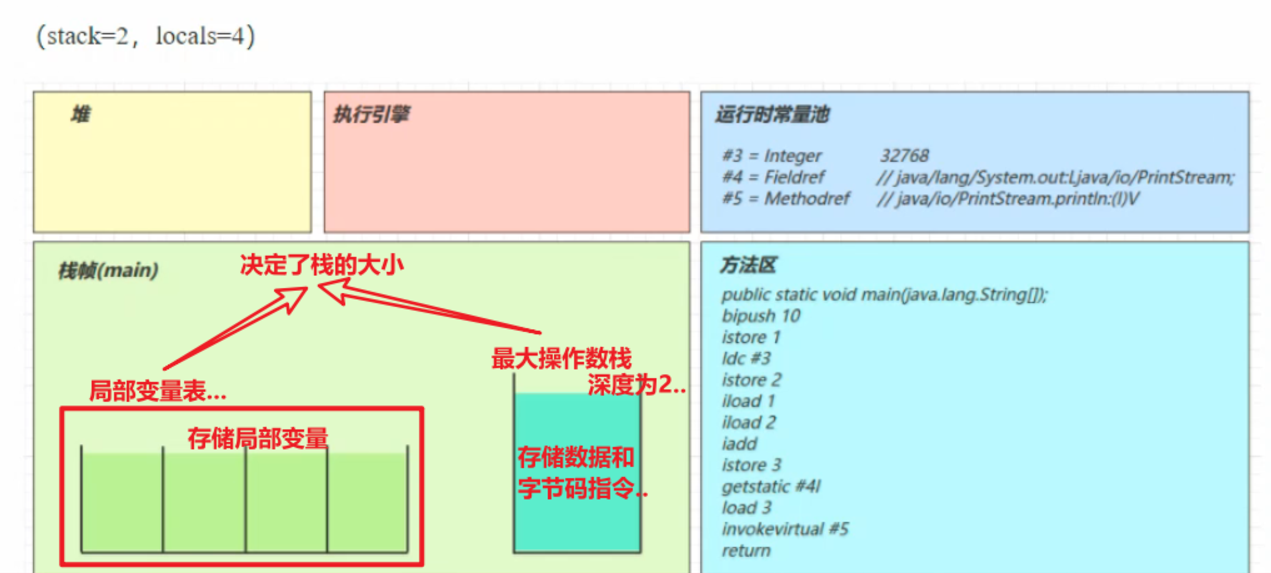 (stack=2, locals=4)
堆
执行引擎
运行时常量池
#3 = Integer 32768
#4 = Fieldref // java/lang/System.out:Ljava/io/PrintStream;
#5 = Methodref // java/io/PrintStream.println:(I)V
栈帧(main)
决定了栈的大小
局部变量表...
存储局部变量
最大操作数栈
深度为2..
存储数据和
字节码指令..
方法区
public static void main(java.lang.String[]);
bipush 10
istore 1
ldc #3
istore 2
iload 1
iload 2
iadd
istore 3
getstatic #4I
load 3
invokevirtual #5
return